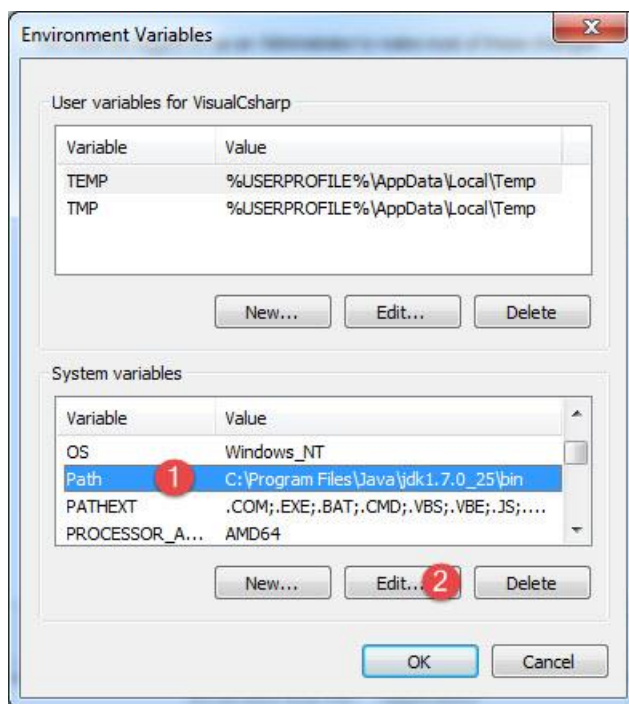 Environment Variables
User variables for VisualCsharp
Variable Value
TEMP %USERPROFILE%\AppData\Local\Temp
TMP %USERPROFILE%\AppData\Local\Temp
New... Edit... Delete
System variables
Variable Value
OS Windows_NT
Path 1 C:\Program Files\Java\jdk1.7.0_25\bin
PATHEXT .COM;.EXE;.BAT;.CMD;.VBS;.VBE;.JS;....
PROCESSOR_A... AMD64
New... Edit... 2 Delete
OK Cancel